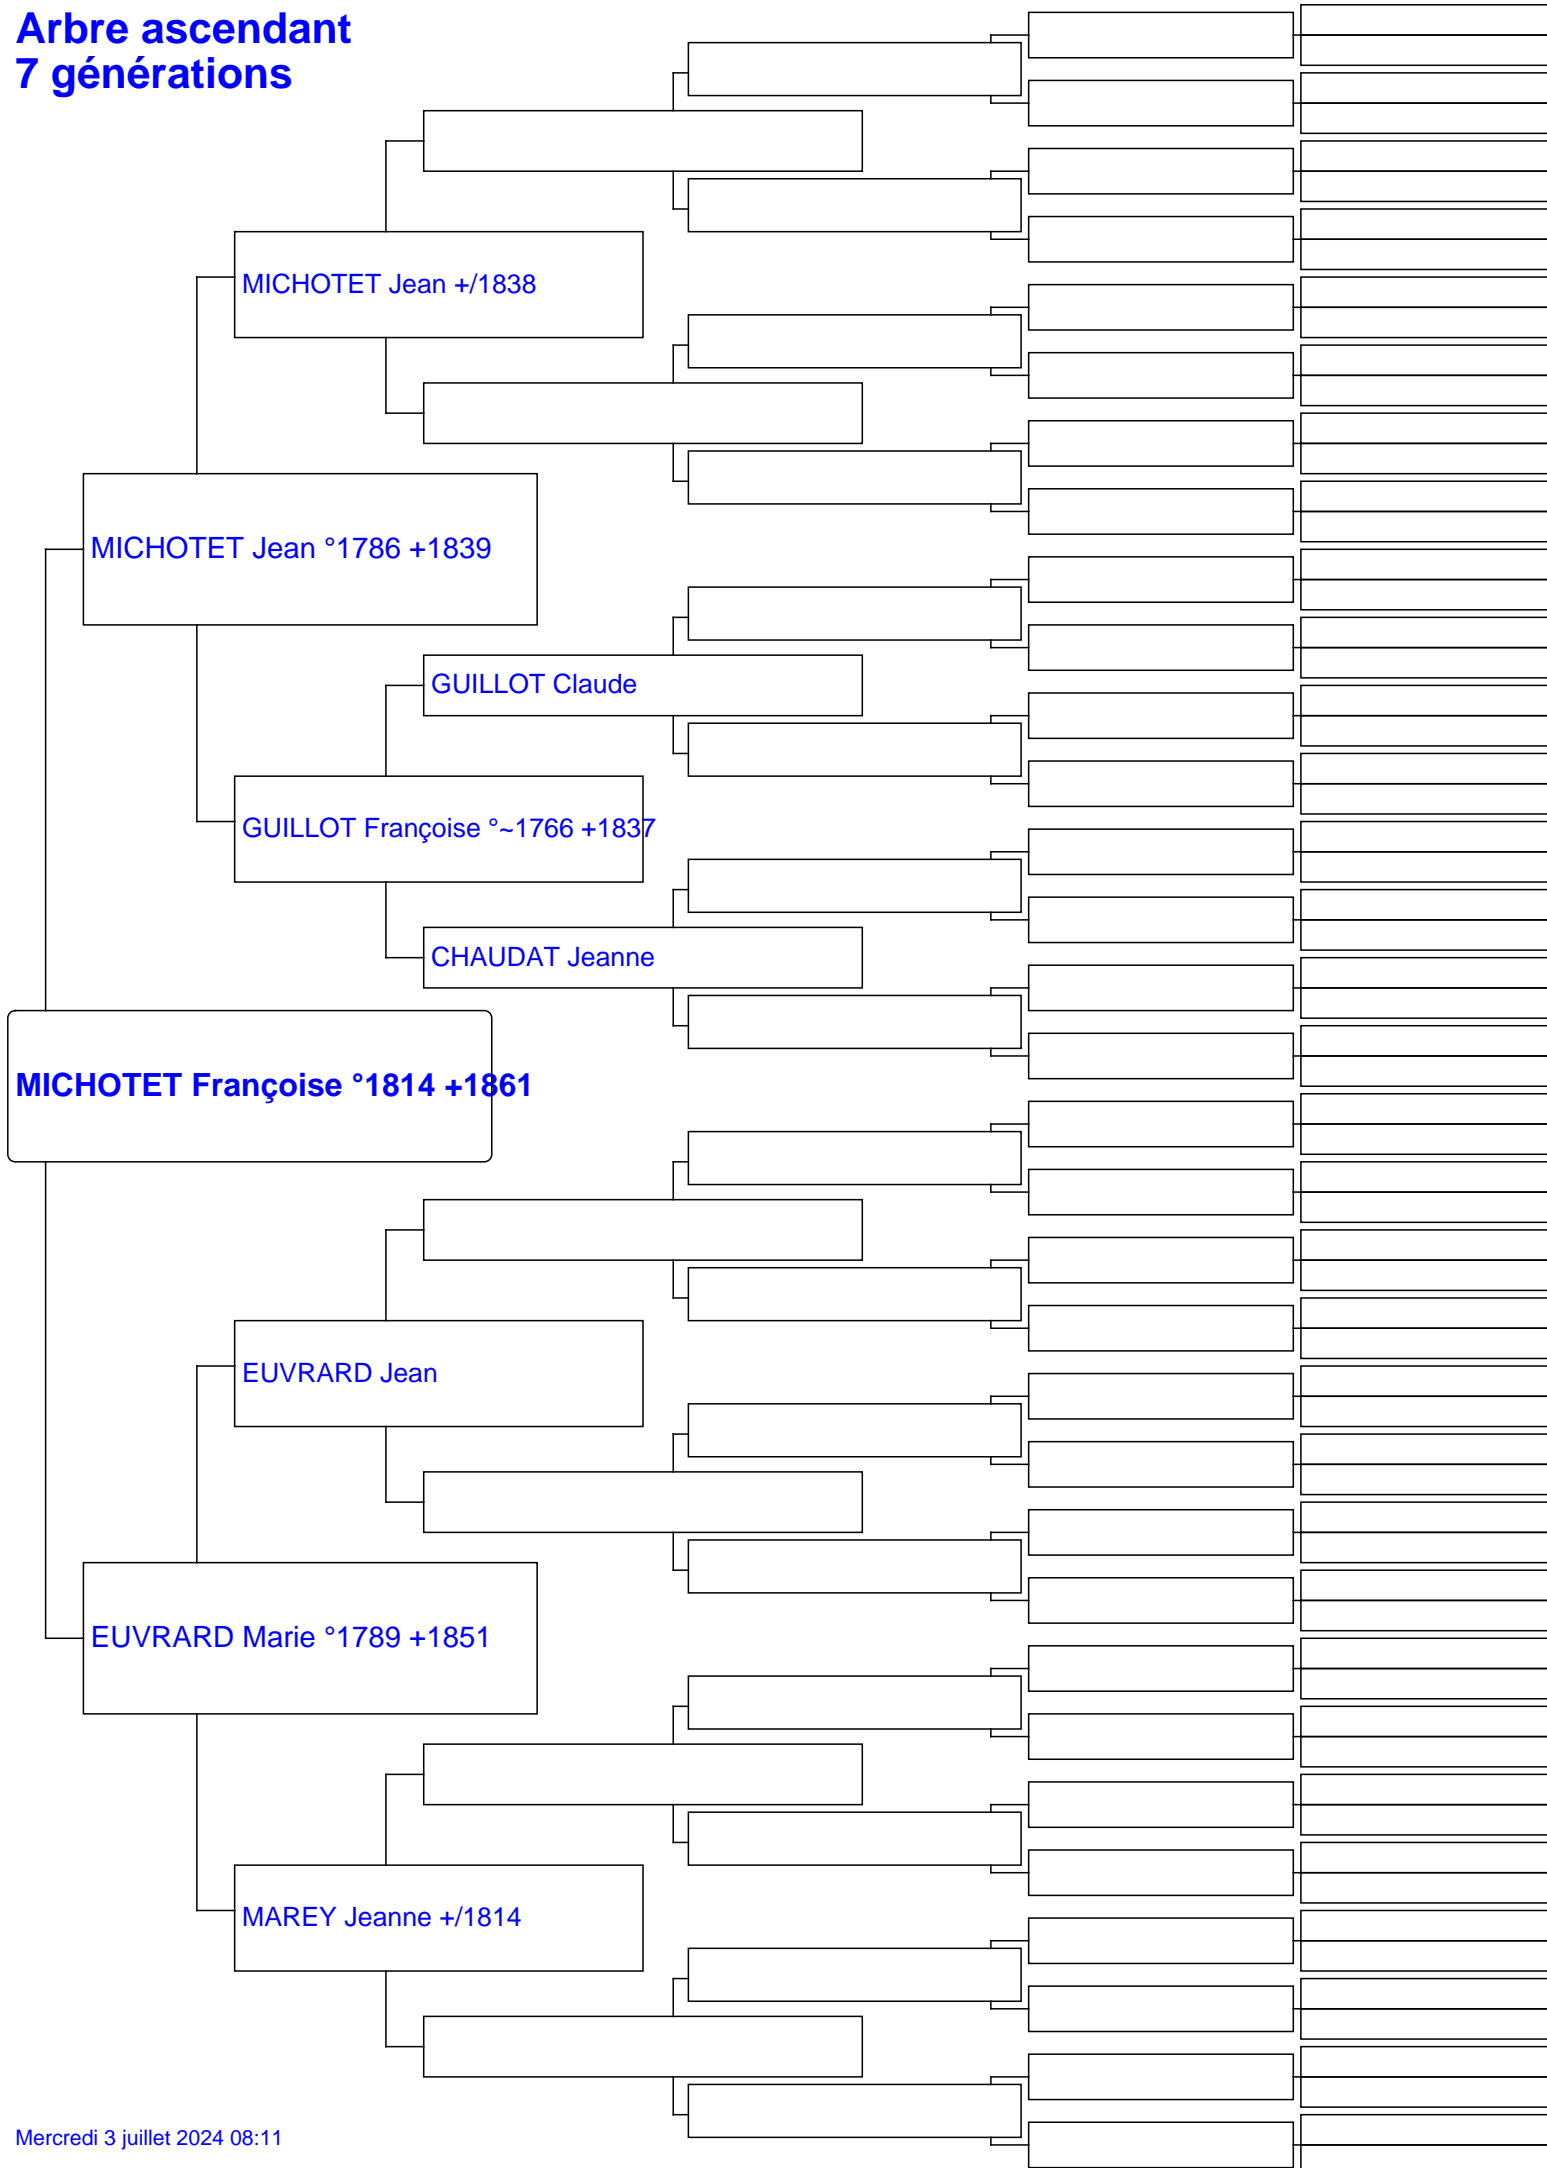 Arbre ascendant
7 générations
MICHOTET Jean +/1838
MICHOTET Jean °1786 +1839
GUILLOT Claude
GUILLOT Françoise °~1766 +1837
CHAUDAT Jeanne
MICHOTET Françoise °1814 +1861
EUVRARD Jean
EUVRARD Marie °1789 +1851
MAREY Jeanne +/1814
Mercredi 3 juillet 2024 08:11